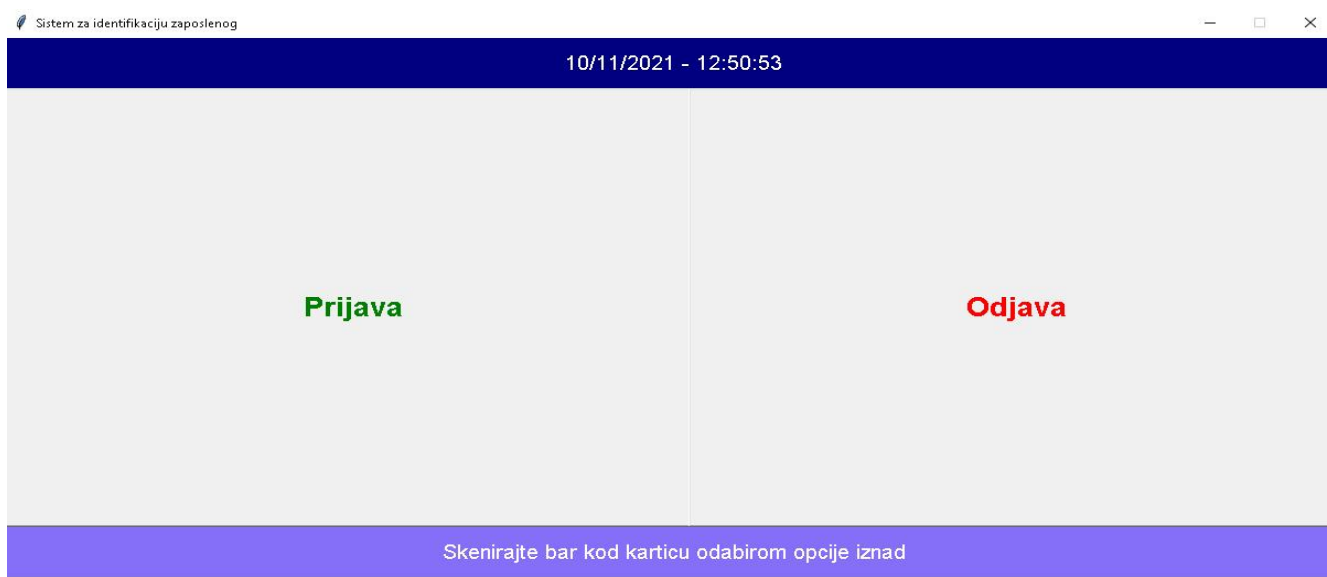 Sistem za identifikaciju zaposlenog
10/11/2021 - 12:50:53
Prijava
Odjava
Skenirajte bar kod karticu odabirom opcije iznad